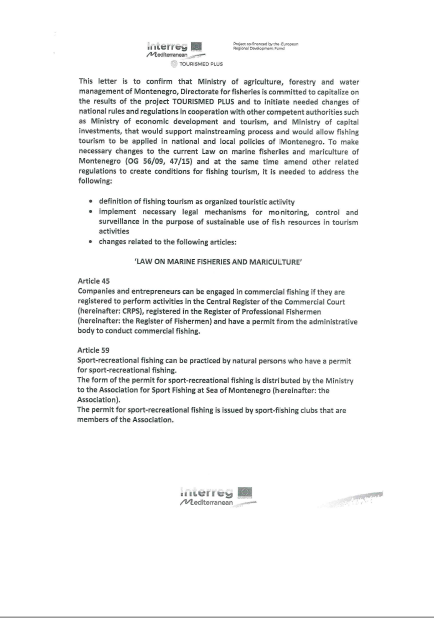 Interreg
Mediterranean
TOURISMED PLUS
Project co-financed by the European
Regional Development Fund
This letter is to confirm that Ministry of agriculture, forestry and water
management of Montenegro, Directorate for fisheries is committed to capitalize on
the results of the project TOURISMED PLUS and to initiate needed changes of
national rules and regulations in cooperation with other competent authorities such
as Ministry of economic development and tourism, and Ministry of capital
investments, that would support mainstreaming process and would allow fishing
tourism to be applied in national and local policies of Montenegro. To make
necessary changes to the current Law on marine fisheries and mariculture of
Montenegro (OG 56/09, 47/15) and at the same time amend other related
regulations to create conditions for fishing tourism, it is needed to address the
following:
• definition of fishing tourism as organized touristic activity
• implement necessary legal mechanisms for monitoring, control and
surveillance in the purpose of sustainable use of fish resources in tourism
activities
• changes related to the following articles:
'LAW ON MARINE FISHERIES AND MARICULTURE'
Article 45
Companies and entrepreneurs can be engaged in commercial fishing if they are
registered to perform activities in the Central Register of the Commercial Court
(hereinafter: CRPS), registered in the Register of Professional Fishermen
(hereinafter: the Register of Fishermen) and have a permit from the administrative
body to conduct commercial fishing.
Article 59
Sport-recreational fishing can be practiced by natural persons who have a permit
for sport-recreational fishing.
The form of the permit for sport-recreational fishing is distributed by the Ministry
to the Association for Sport Fishing at Sea of Montenegro (hereinafter: the
Association).
The permit for sport-recreational fishing is issued by sport-fishing clubs that are
members of the Association.
Interreg
Mediterranean